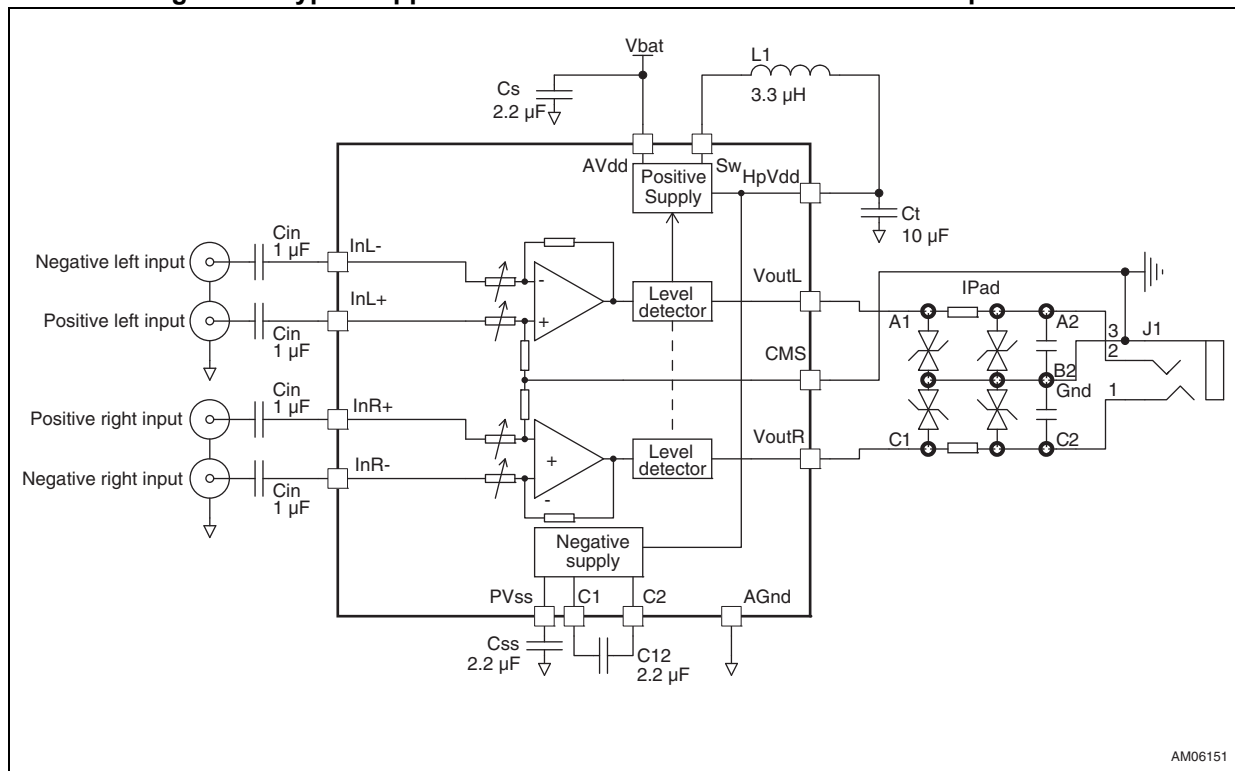 Vbat
L1
3.3 µH
Cs
2.2 µF
AVdd
Sw
HpVdd
Positive
Supply
Ct
10 µF
Negative left input
Cin
1 µF
InL-
Positive left input
Cin
1 µF
InL+
-
+
Level
detector
VoutL
IPad
A1
A2
3
J1
2
CMS
B2
Gnd
1
Positive right input
Cin
1 µF
InR+
Negative right input
Cin
1 µF
InR-
+
-
Level
detector
VoutR
C1
C2
Negative
supply
PVss
C1
C2
AGnd
Css
2.2 µF
C12
2.2 µF
AM06151